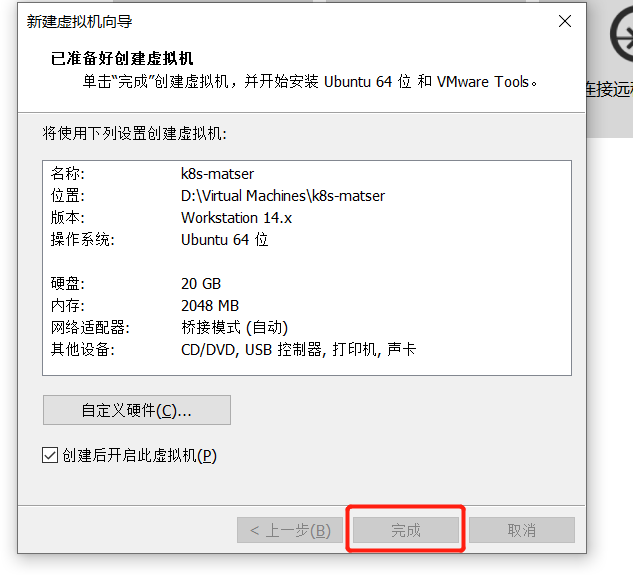 新建虚拟机向导
已准备好创建虚拟机
单击“完成”创建虚拟机，并开始安装 Ubuntu 64 位 和 VMware Tools。
连接远程
将使用下列设置创建虚拟机:
名称: k8s-matser
位置: D:\Virtual Machines\k8s-matser
版本: Workstation 14.x
操作系统: Ubuntu 64 位
硬盘: 20 GB
内存: 2048 MB
网络适配器: 桥接模式 (自动)
其他设备: CD/DVD, USB 控制器, 打印机, 声卡
自定义硬件(C)...
创建后开启此虚拟机(P)
< 上一步(B) 完成 取消